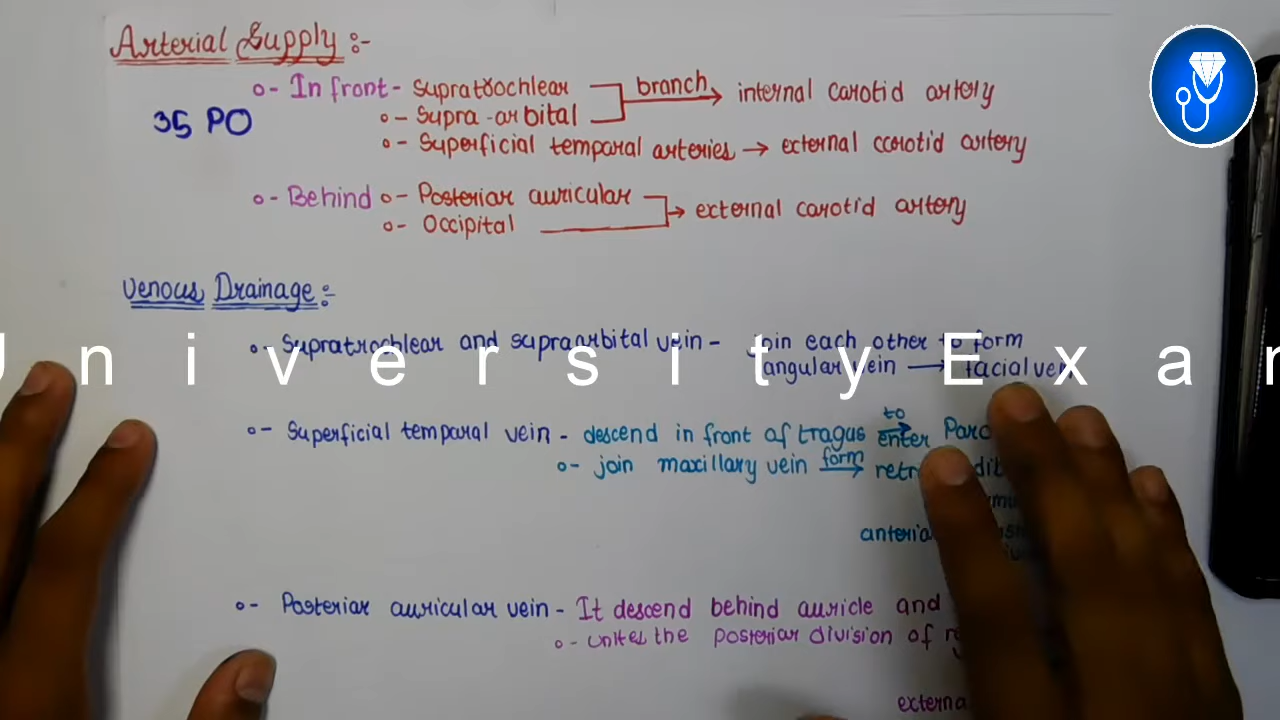 Arterial Supply :-
o- In front - Supratrochlear branch → internal carotid artery
35 PO
o- Supra-orbital
o- Superficial temporal arteries → external carotid artery
o- Behind o- Posterior auricular → external carotid artery
o- Occipital
Venous Drainage :-
o- Supratrochlear and supraorbital vein - join each other to form
angular vein → facial vein
University Exam
o- Superficial temporal vein - descend in front of tragus to → enter
o- join maxillary vein form →
o- Posterior auricular vein - It descend behind auricle and
o- unites the posterior division of